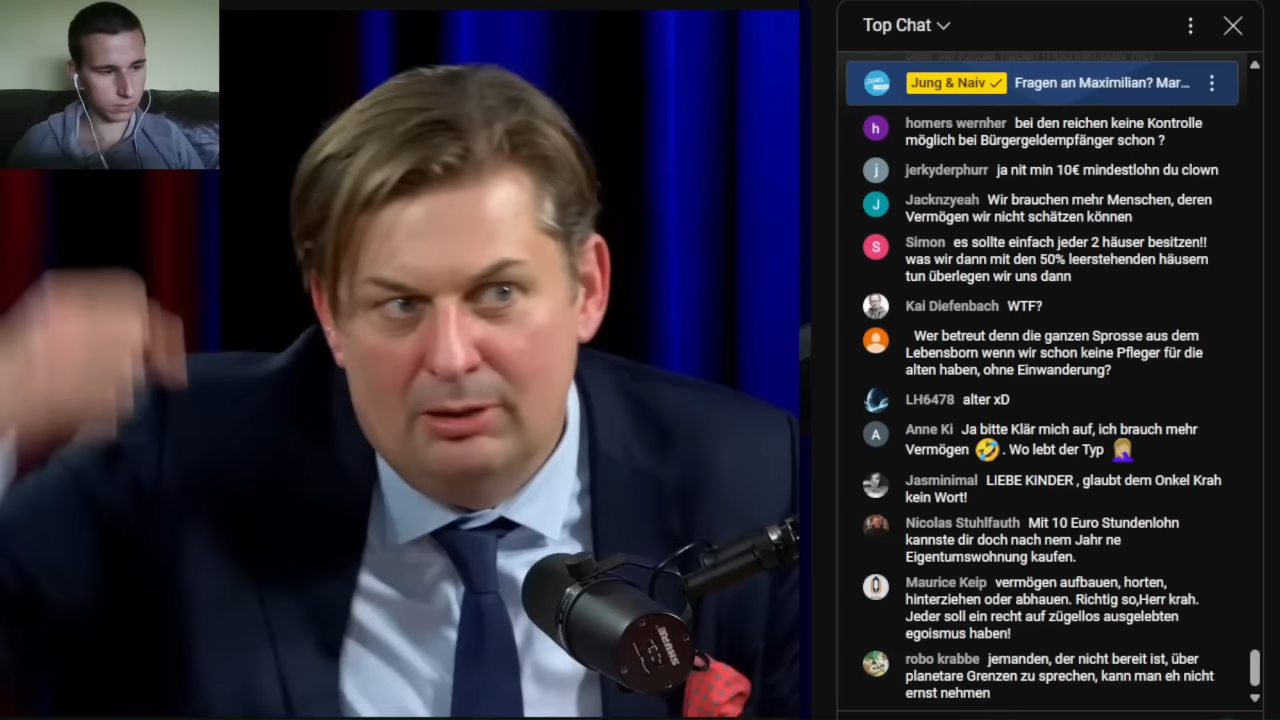 Top Chat
Jung & Naiv ✓ Fragen an Maximilian? Mar...
homers wernher bei den reichen keine Kontrolle
möglich bei Bürgergeldempfänger schon ?
jerkyderphurr ja nit min 10€ mindestlohn du clown
Jacknzyeah Wir brauchen mehr Menschen, deren
Vermögen wir nicht schätzen können
Simon es sollte einfach jeder 2 häuser besitzen!!
was wir dann mit den 50% leerstehenden häusern
tun überlegen wir uns dann
Kai Diefenbach WTF?
Wer betreut denn die ganzen Sprosse aus dem
Lebensborn wenn wir schon keine Pfleger für die
alten haben, ohne Einwanderung?
LH6478 alter xD
Anne Ki Ja bitte Klär mich auf, ich brauch mehr
Vermögen 🤣. Wo lebt der Typ 🤦
Jasminimal LIEBE KINDER , glaubt dem Onkel Krah
kein Wort!
Nicolas Stuhlfauth Mit 10 Euro Stundenlohn
kannste dir doch nach nem Jahr ne
Eigentumswohnung kaufen.
Maurice Keip vermögen aufbauen, horten,
hinterziehen oder abhauen. Richtig so,Herr krah.
Jeder soll ein recht auf zügellos ausgelebten
egoismus haben!
robo krabbe jemanden, der nicht bereit ist, über
planetare Grenzen zu sprechen, kann man eh nicht
ernst nehmen
h
j
J
S
A
SHURE